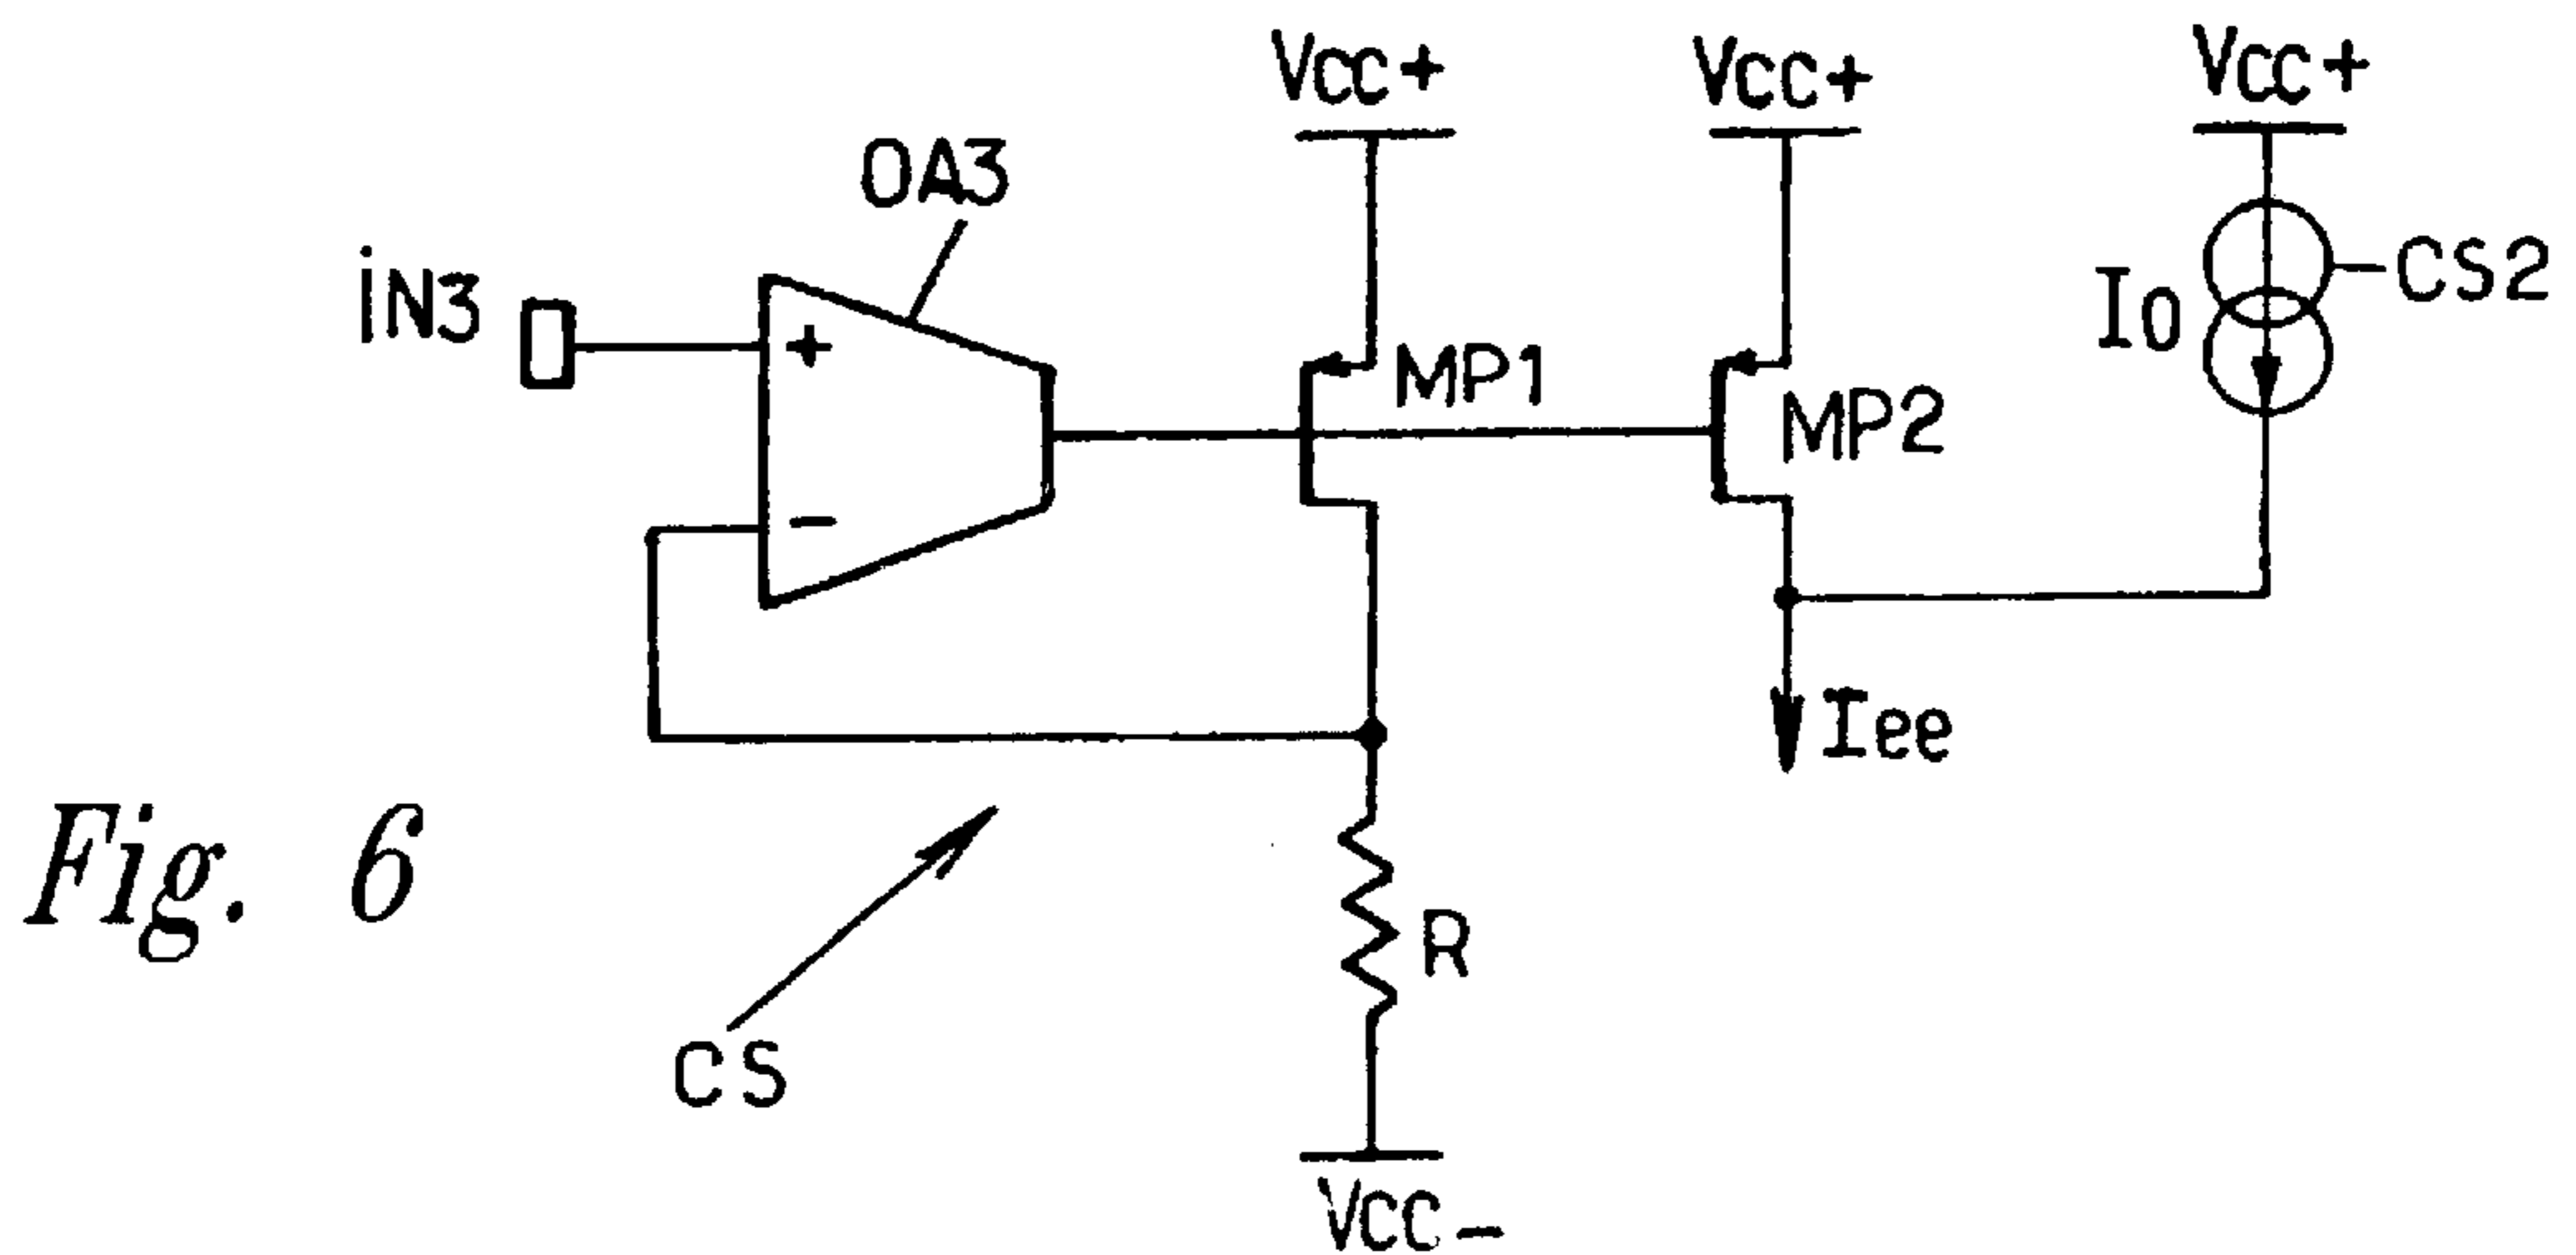 Vcc+
Vcc+
Vcc+
OA3
iN3
+
CS2
I0
MP1
MP2
-
Iee
Fig. 6
R
CS
Vcc-